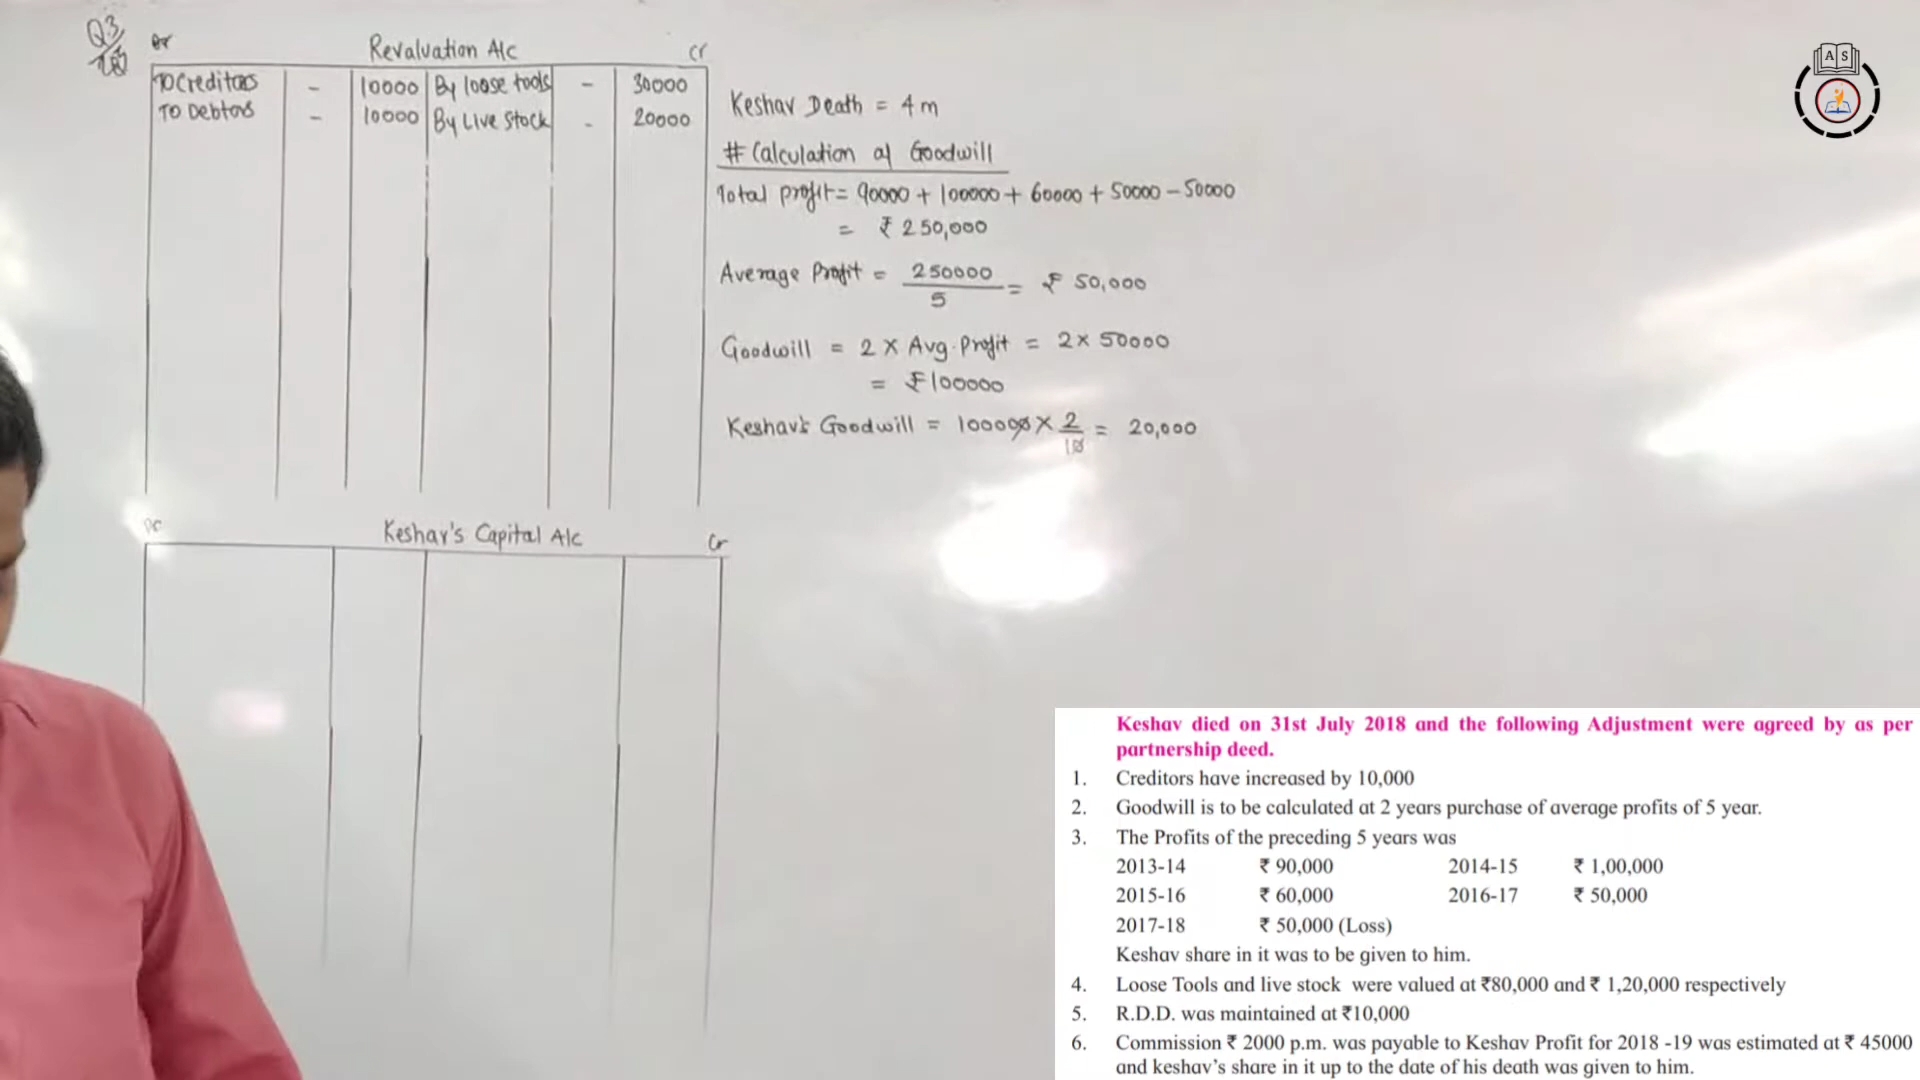 Q3
Dr Revaluation A/c Cr
To Creditors - 10000 By loose tools - 30000
To Debtors - 10000 By Live Stock - 20000
Keshav Death = 4 m
# Calculation of Goodwill
Total profit = 90000 + 100000 + 60000 + 50000 - 50000
= ₹ 250,000
Average Profit = 250000/5 = ₹ 50,000
Goodwill = 2 × Avg. Profit = 2 × 50000
= ₹ 100000
Keshav's Goodwill = 100000 × 2/10 = 20,000
Dr Keshav's Capital A/c Cr
A S
Keshav died on 31st July 2018 and the following Adjustment were agreed by as per
partnership deed.
1. Creditors have increased by 10,000
2. Goodwill is to be calculated at 2 years purchase of average profits of 5 year.
3. The Profits of the preceding 5 years was
2013-14 ₹ 90,000 2014-15 ₹ 1,00,000
2015-16 ₹ 60,000 2016-17 ₹ 50,000
2017-18 ₹ 50,000 (Loss)
Keshav share in it was to be given to him.
4. Loose Tools and live stock were valued at ₹80,000 and ₹ 1,20,000 respectively
5. R.D.D. was maintained at ₹10,000
6. Commission ₹ 2000 p.m. was payable to Keshav Profit for 2018 -19 was estimated at ₹ 45000
and keshav's share in it up to the date of his death was given to him.